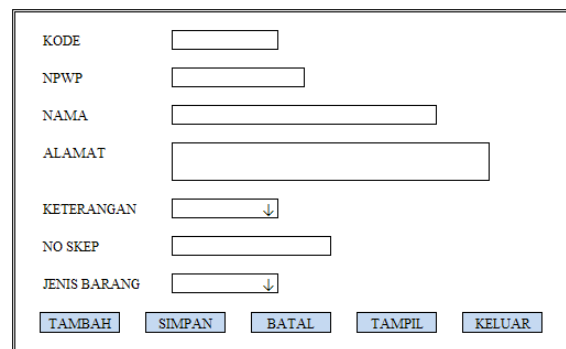 KODE
NPWP
NAMA
ALAMAT
KETERANGAN ↓
NO SKEP
JENIS BARANG ↓
TAMBAH SIMPAN BATAL TAMPIL KELUAR